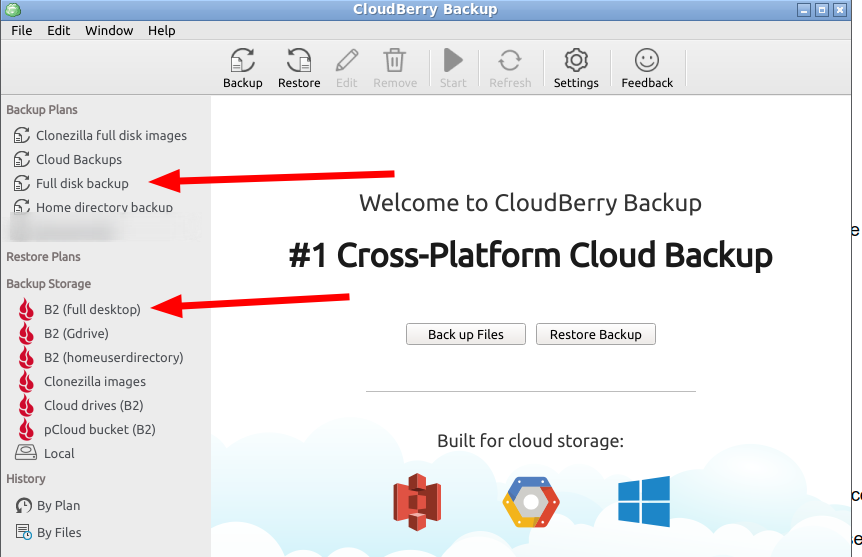 CloudBerry Backup
File Edit Window Help
Backup Restore Edit Remove Start Refresh Settings Feedback
Backup Plans
Clonezilla full disk images
Cloud Backups
Full disk backup
Home directory backup
Restore Plans
Backup Storage
B2 (full desktop)
B2 (Gdrive)
B2 (homeuserdirectory)
Clonezilla images
Cloud drives (B2)
pCloud bucket (B2)
Local
History
By Plan
By Files
Welcome to CloudBerry Backup
#1 Cross-Platform Cloud Backup
Back up Files Restore Backup
Built for cloud storage: